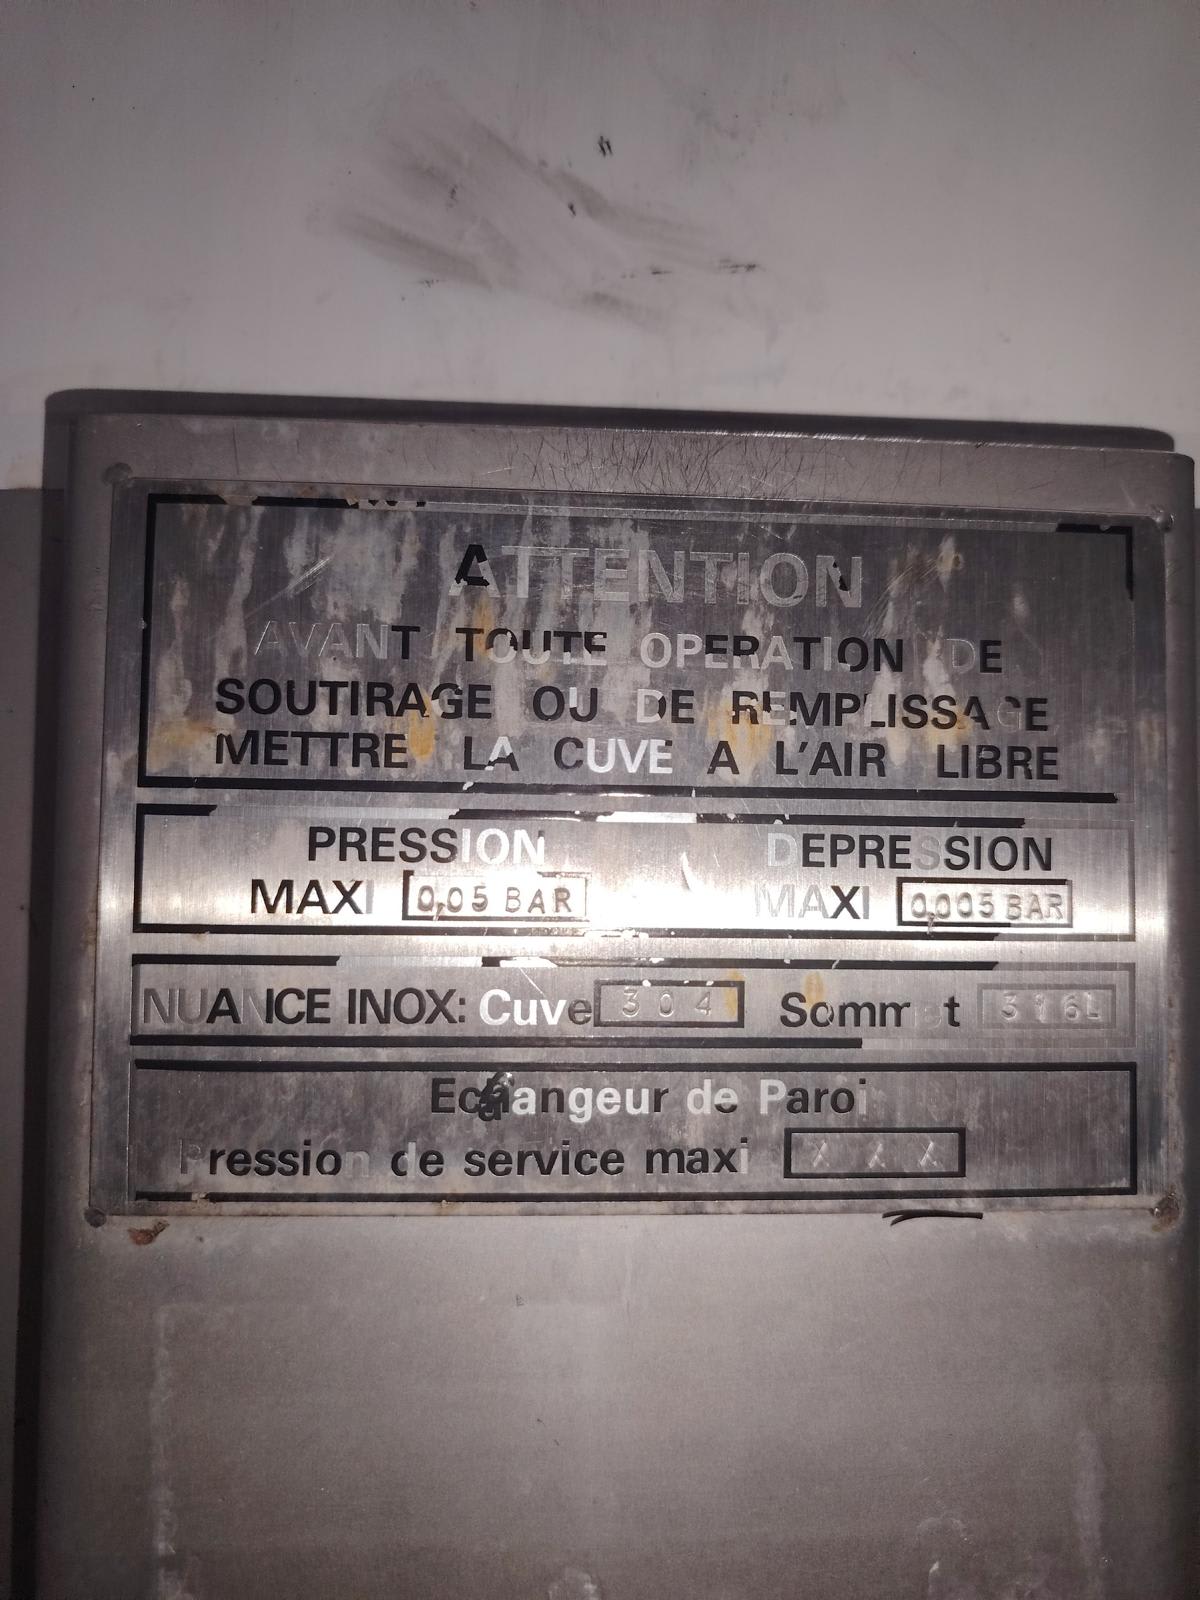 ATTENTION
AVANT TOUTE OPERATION DE
SOUTIRAGE OU DE REMPLISSAGE
METTRE LA CUVE A L'AIR LIBRE
PRESSION
MAXI 0,05 BAR
DEPRESSION
MAXI 0,005 BAR
NUANCE INOX: Cuve 304 Sommet 316L
Echangeur de Paroi
Pression de service maxi X X X